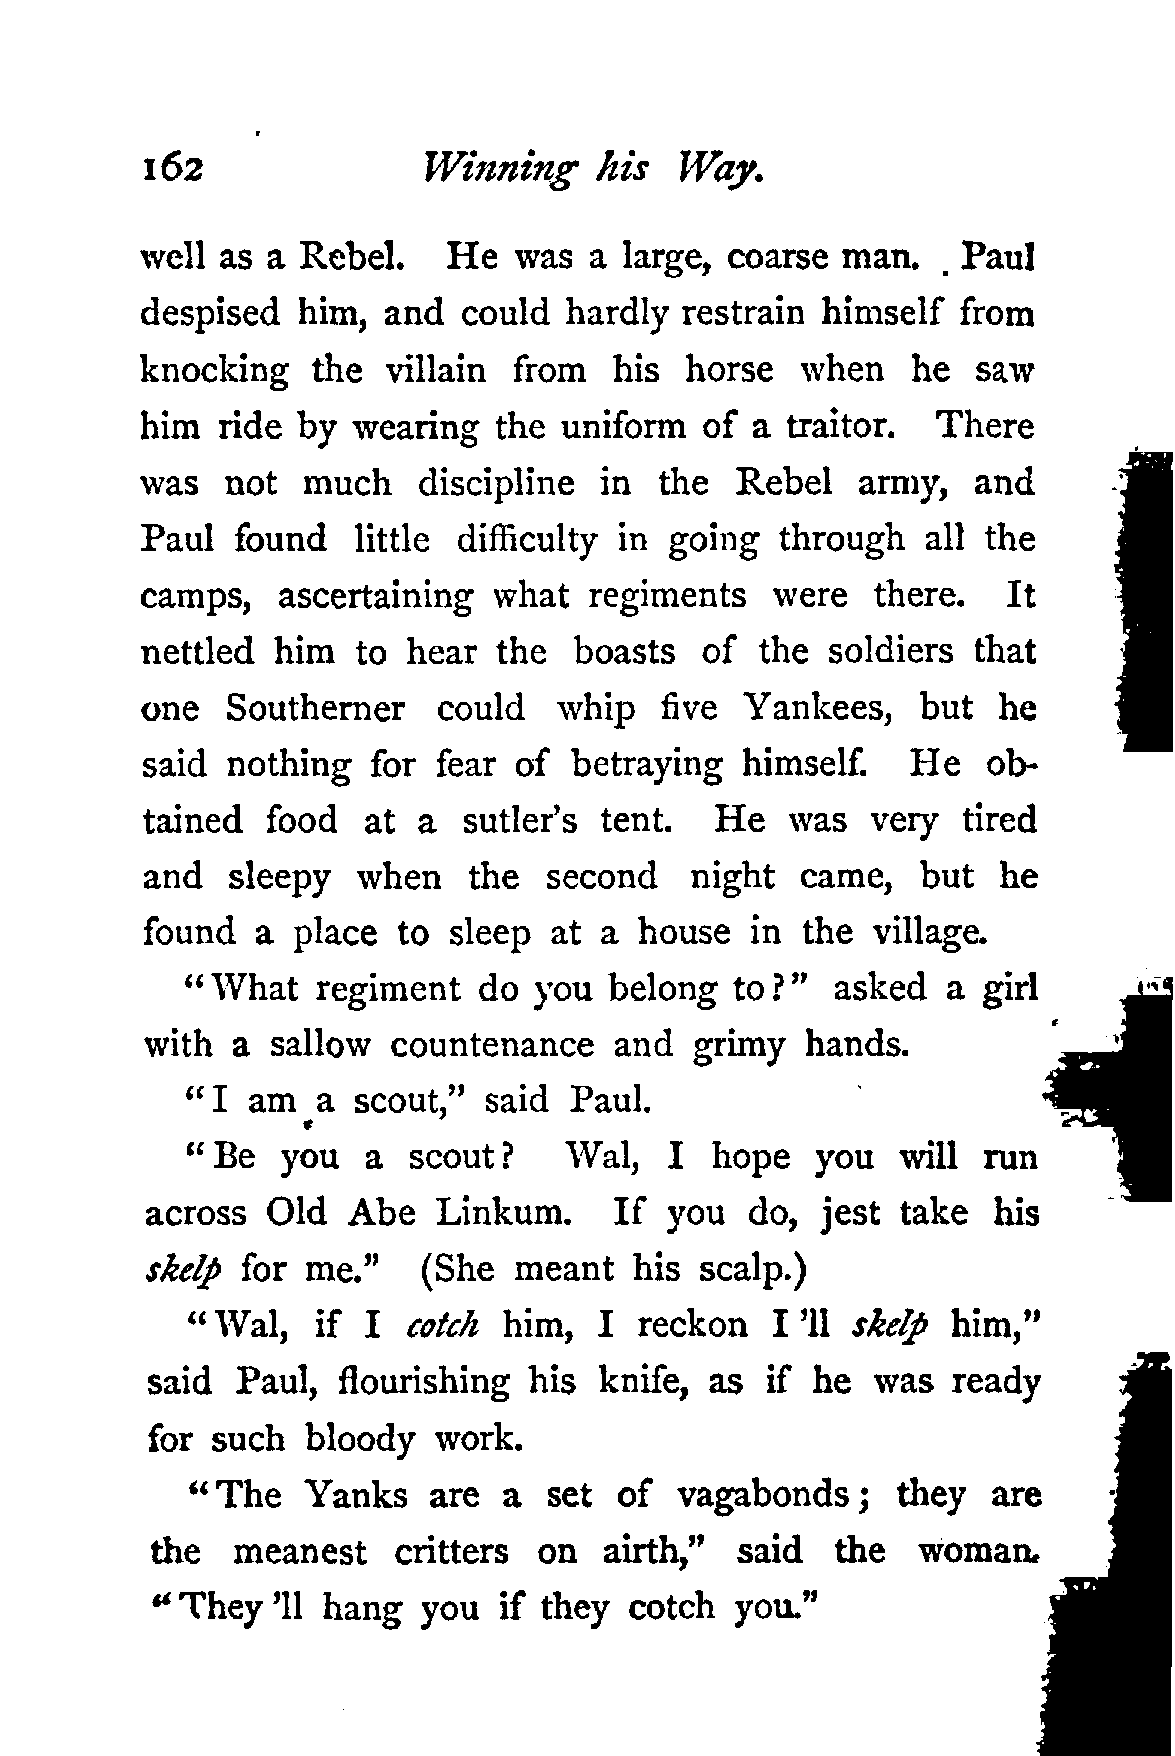 162 Winning his Way.
well as a Rebel. He was a large, coarse man. Paul
despised him, and could hardly restrain himself from
knocking the villain from his horse when he saw
him ride by wearing the uniform of a traitor. There
was not much discipline in the Rebel army, and
Paul found little difficulty in going through all the
camps, ascertaining what regiments were there. It
nettled him to hear the boasts of the soldiers that
one Southerner could whip five Yankees, but he
said nothing for fear of betraying himself. He ob-
tained food at a sutler's tent. He was very tired
and sleepy when the second night came, but he
found a place to sleep at a house in the village.
"What regiment do you belong to?" asked a girl
with a sallow countenance and grimy hands.
"I am a scout," said Paul.
"Be you a scout? Wal, I hope you will run
across Old Abe Linkum. If you do, jest take his
skelp for me." (She meant his scalp.)
"Wal, if I cotch him, I reckon I 'll skelp him,"
said Paul, flourishing his knife, as if he was ready
for such bloody work.
"The Yanks are a set of vagabonds; they are
the meanest critters on airth," said the woman.
"They 'll hang you if they cotch you."